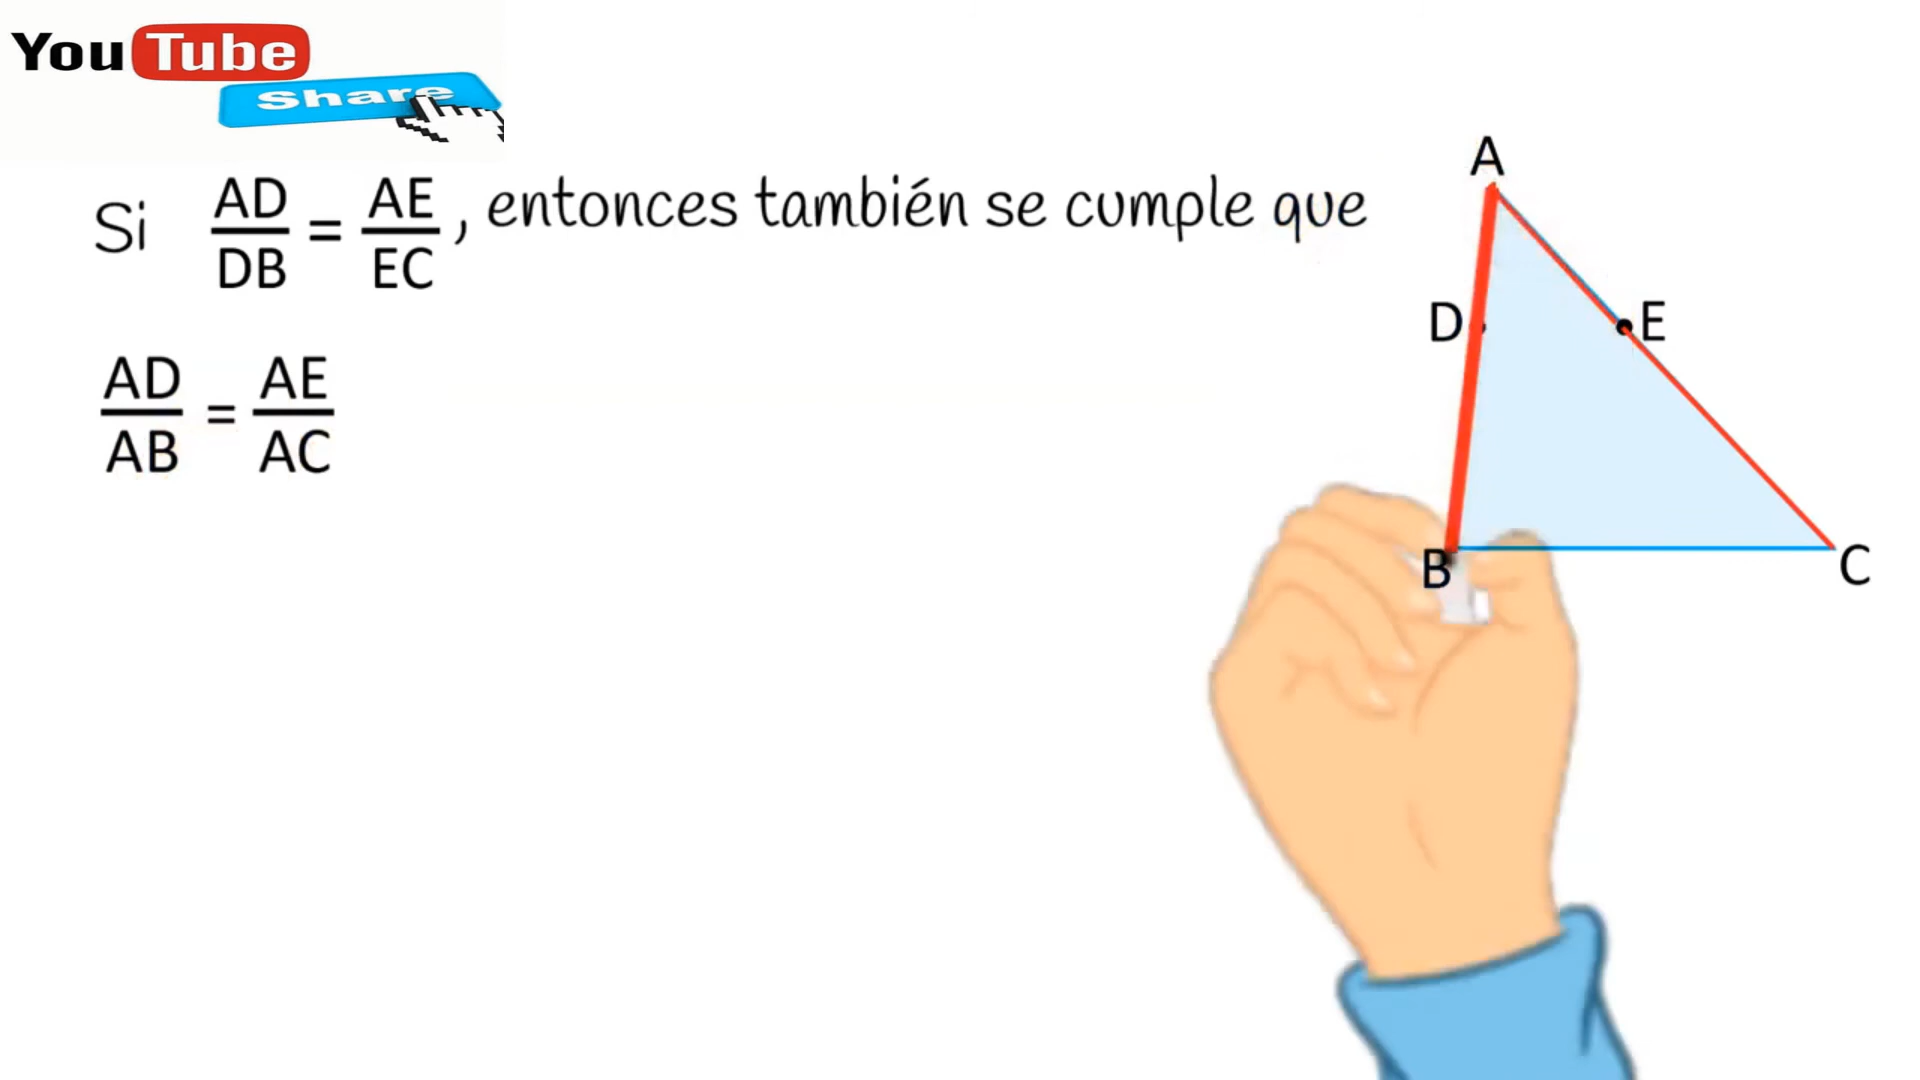 YouTube
Share
Si AD/DB = AE/EC, entonces también se cumple que
AD/AB = AE/AC
A
D
E
B
C